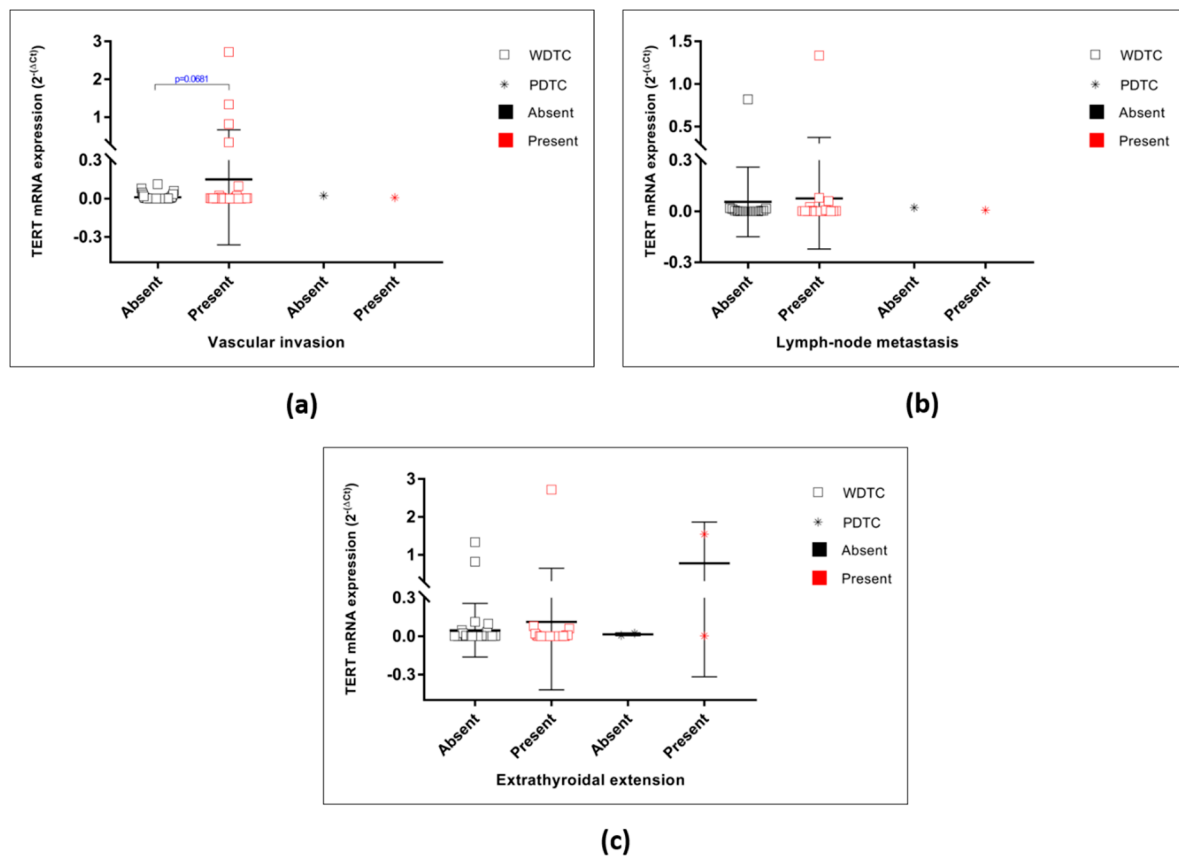 TERT mRNA expression (2-(ΔCt))
3
2
1
0.3
0.0
-0.3
p=0.0681
Absent
Present
Absent
Present
Vascular invasion
WDTC
PDTC
Absent
Present
(a)
TERT mRNA expression (2-(ΔCt))
1.5
1.0
0.5
0.3
0.0
-0.3
Absent
Present
Absent
Present
Lymph-node metastasis
WDTC
PDTC
Absent
Present
(b)
TERT mRNA expression (2-(ΔCt))
3
2
1
0.3
0.0
-0.3
Absent
Present
Absent
Present
Extrathyroidal extension
WDTC
PDTC
Absent
Present
(c)